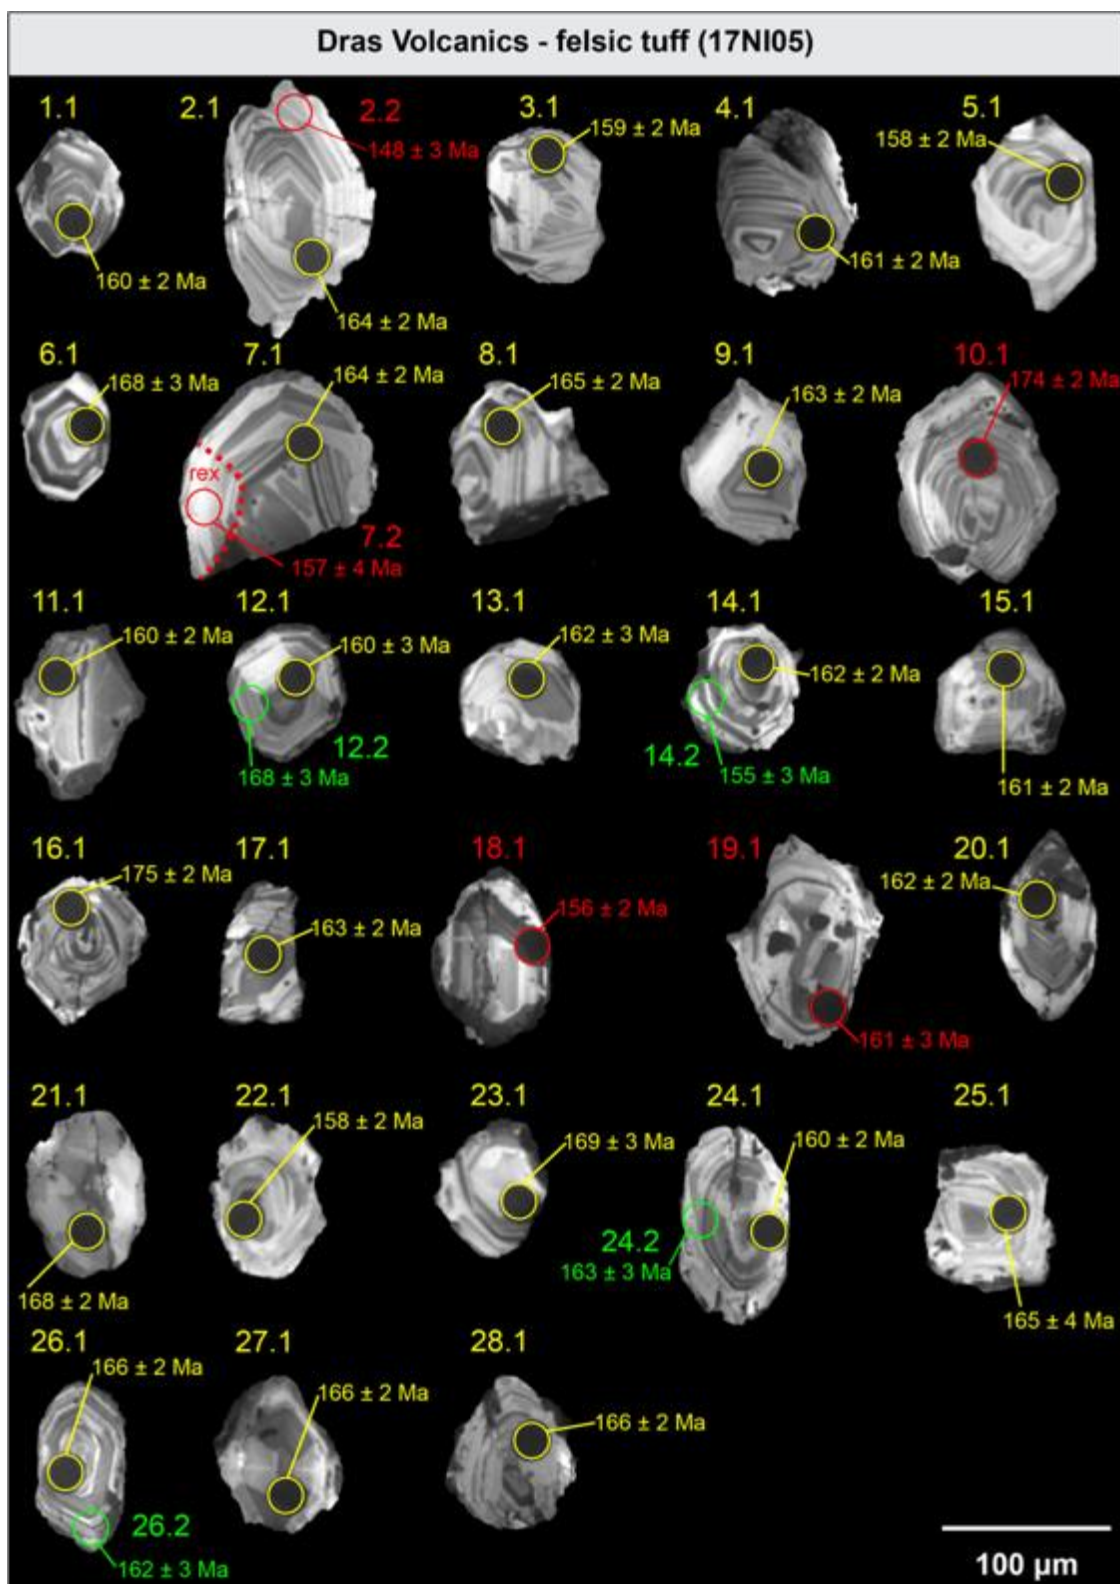 Dras Volcanics - felsic tuff (17NI05)
1.1
160 ± 2 Ma
2.1
2.2
148 ± 3 Ma
164 ± 2 Ma
3.1
159 ± 2 Ma
4.1
161 ± 2 Ma
5.1
158 ± 2 Ma
6.1
168 ± 3 Ma
7.1
164 ± 2 Ma
rex
7.2
157 ± 4 Ma
8.1
165 ± 2 Ma
9.1
163 ± 2 Ma
10.1
174 ± 2 Ma
11.1
160 ± 2 Ma
12.1
160 ± 3 Ma
12.2
168 ± 3 Ma
13.1
162 ± 3 Ma
14.1
162 ± 2 Ma
14.2
155 ± 3 Ma
15.1
161 ± 2 Ma
16.1
175 ± 2 Ma
17.1
163 ± 2 Ma
18.1
156 ± 2 Ma
19.1
161 ± 3 Ma
20.1
162 ± 2 Ma
21.1
168 ± 2 Ma
22.1
158 ± 2 Ma
23.1
169 ± 3 Ma
24.1
160 ± 2 Ma
24.2
163 ± 3 Ma
25.1
165 ± 4 Ma
26.1
166 ± 2 Ma
26.2
162 ± 3 Ma
27.1
166 ± 2 Ma
28.1
166 ± 2 Ma
100 µm